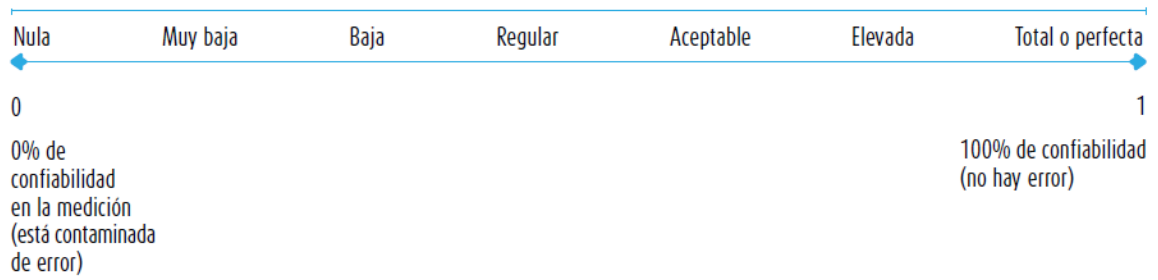 Nula Muy baja Baja Regular Aceptable Elevada Total o perfecta
0 1
0% de
confiabilidad
en la medición
(está contaminada
de error)
100% de confiabilidad
(no hay error)